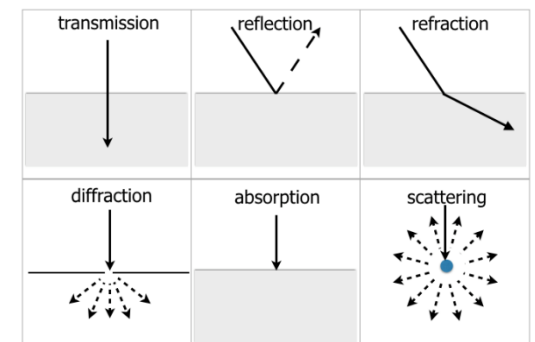 transmission
reflection
refraction
diffraction
absorption
scattering